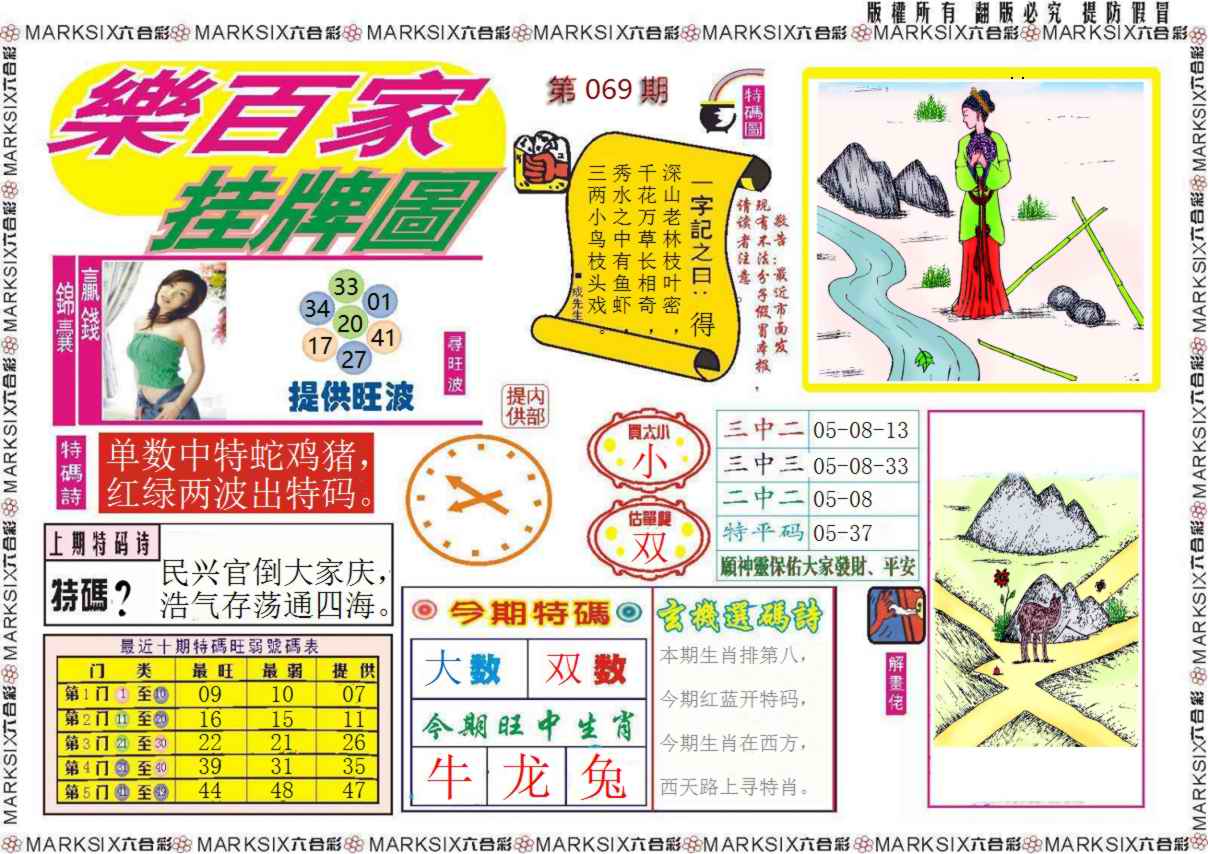 版權所有 翻版必究 提防假冒
MARKSIX六合彩 MARKSIX六合彩 MARKSIX六合彩 MARKSIX六合彩 MARKSIX六合彩 MARKSIX六合彩 MARKSIX六合彩
樂百家
挂牌圖
第 069 期
特碼圖
一字記之曰：得
深山老林枝叶密，
千花万草长相奇，
秀水之中有鱼虾，
三两小鸟枝头戏。
■成先生
敬告：最近市面发
现有不法分子假冒本报，
请读者注意。
贏錢
錦囊
33
34
01
20
17
41
27
提供旺波
尋旺波
内部
提供
特碼詩
单数中特蛇鸡猪，
红绿两波出特码。
買大小
小
估單雙
双
三中二 05-08-13
三中三 05-08-33
二中二 05-08
特平码 05-37
願神靈保佑大家發財、平安
上期特码诗
特碼?
民兴官倒大家庆，
浩气存荡通四海。
最近十期特碼旺弱號碼表
门 类 最旺 最弱 提供
第1门 1 至 10 09 10 07
第2门 11 至 20 16 15 11
第3门 21 至 30 22 21 26
第4门 31 至 40 39 31 35
第5门 41 至 49 44 48 47
今期特碼
大数 双数
今期旺中生肖
牛 龙 兔
玄機選碼詩
本期生肖排第八，
今期红蓝开特码，
今期生肖在西方，
西天路上寻特肖。
解畫佬
MARKSIX六合彩 MARKSIX六合彩 MARKSIX六合彩 MARKSIX六合彩 MARKSIX六合彩 MARKSIX六合彩 MARKSIX六合彩